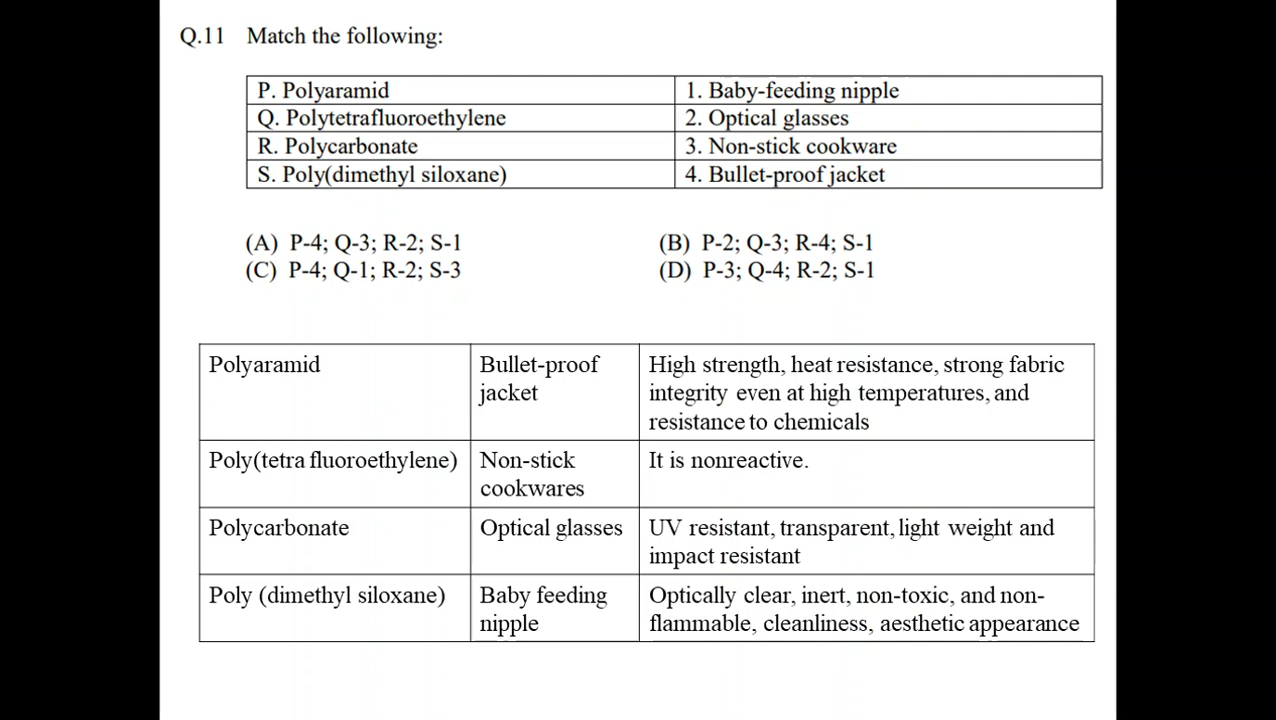 Q.11 Match the following:
P. Polyaramid 1. Baby-feeding nipple
Q. Polytetrafluoroethylene 2. Optical glasses
R. Polycarbonate 3. Non-stick cookware
S. Poly(dimethyl siloxane) 4. Bullet-proof jacket
(A) P-4; Q-3; R-2; S-1 (B) P-2; Q-3; R-4; S-1
(C) P-4; Q-1; R-2; S-3 (D) P-3; Q-4; R-2; S-1
Polyaramid Bullet-proof High strength, heat resistance, strong fabric
jacket integrity even at high temperatures, and
resistance to chemicals
Poly(tetra fluoroethylene) Non-stick It is nonreactive.
cookwares
Polycarbonate Optical glasses UV resistant, transparent, light weight and
impact resistant
Poly (dimethyl siloxane) Baby feeding Optically clear, inert, non-toxic, and non-
nipple flammable, cleanliness, aesthetic appearance